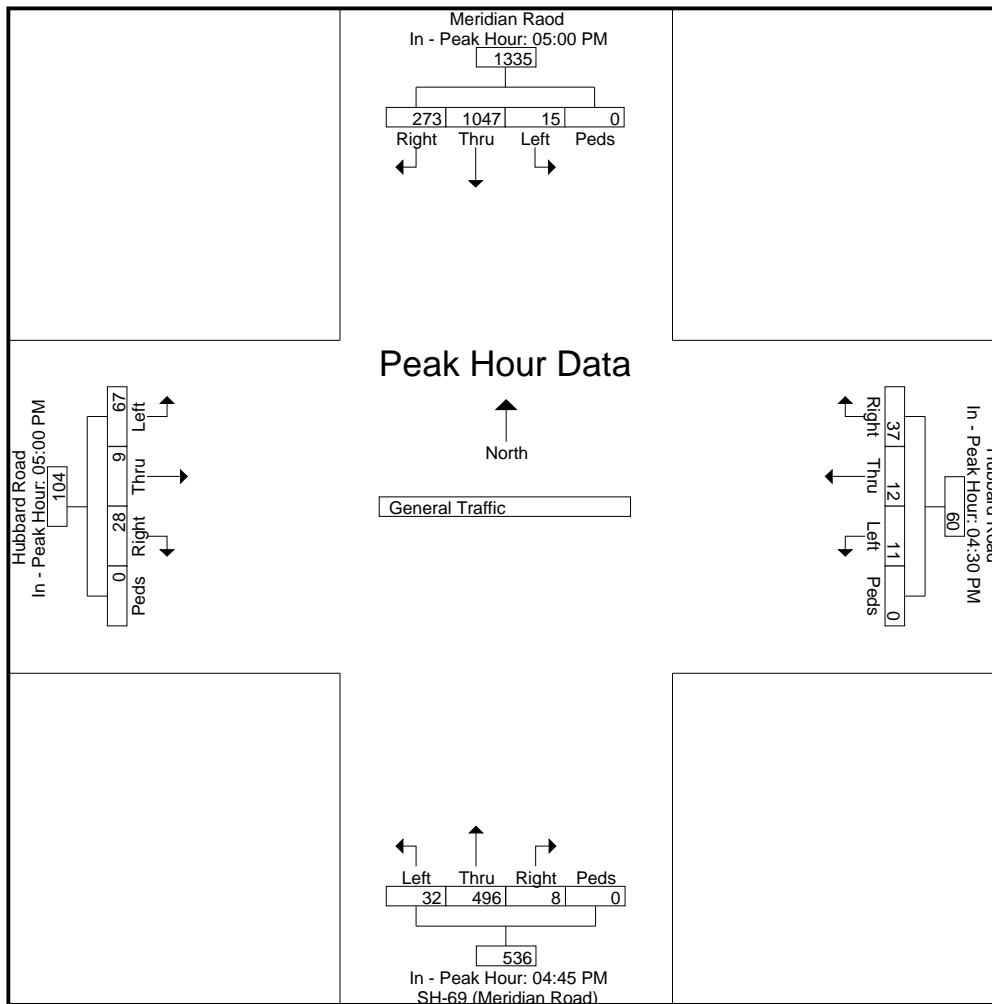 Meridian Raod
In - Peak Hour: 05:00 PM
1335
273 1047 15 0
Right Thru Left Peds
Peak Hour Data
North
General Traffic
Hubbard Road
In - Peak Hour: 05:00 PM
104
67 9 28 0
Left Thru Right Peds
Hubbard Road
In - Peak Hour: 04:30 PM
60
37 12 11 0
Right Thru Left Peds
Left Thru Right Peds
32 496 8 0
536
In - Peak Hour: 04:45 PM
SH-69 (Meridian Road)